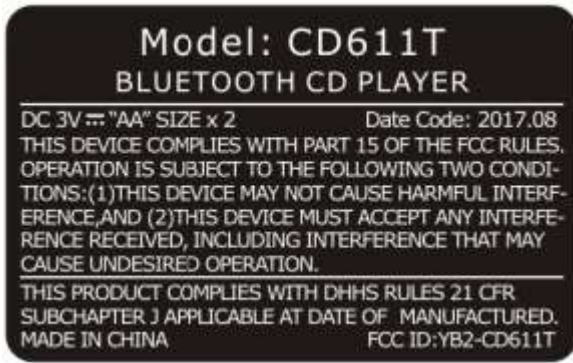 Model: CD611T
BLUETOOTH CD PLAYER
DC 3V ⎓ "AA" SIZE x 2 Date Code: 2017.08
THIS DEVICE COMPLIES WITH PART 15 OF THE FCC RULES.
OPERATION IS SUBJECT TO THE FOLLOWING TWO CONDI-
TIONS:(1)THIS DEVICE MAY NOT CAUSE HARMFUL INTERF-
ERENCE,AND (2)THIS DEVICE MUST ACCEPT ANY INTERFE-
RENCE RECEIVED, INCLUDING INTERFERENCE THAT MAY
CAUSE UNDESIRED OPERATION.
THIS PRODUCT COMPLIES WITH DHHS RULES 21 CFR
SUBCHAPTER J APPLICABLE AT DATE OF MANUFACTURED.
MADE IN CHINA FCC ID:YB2-CD611T